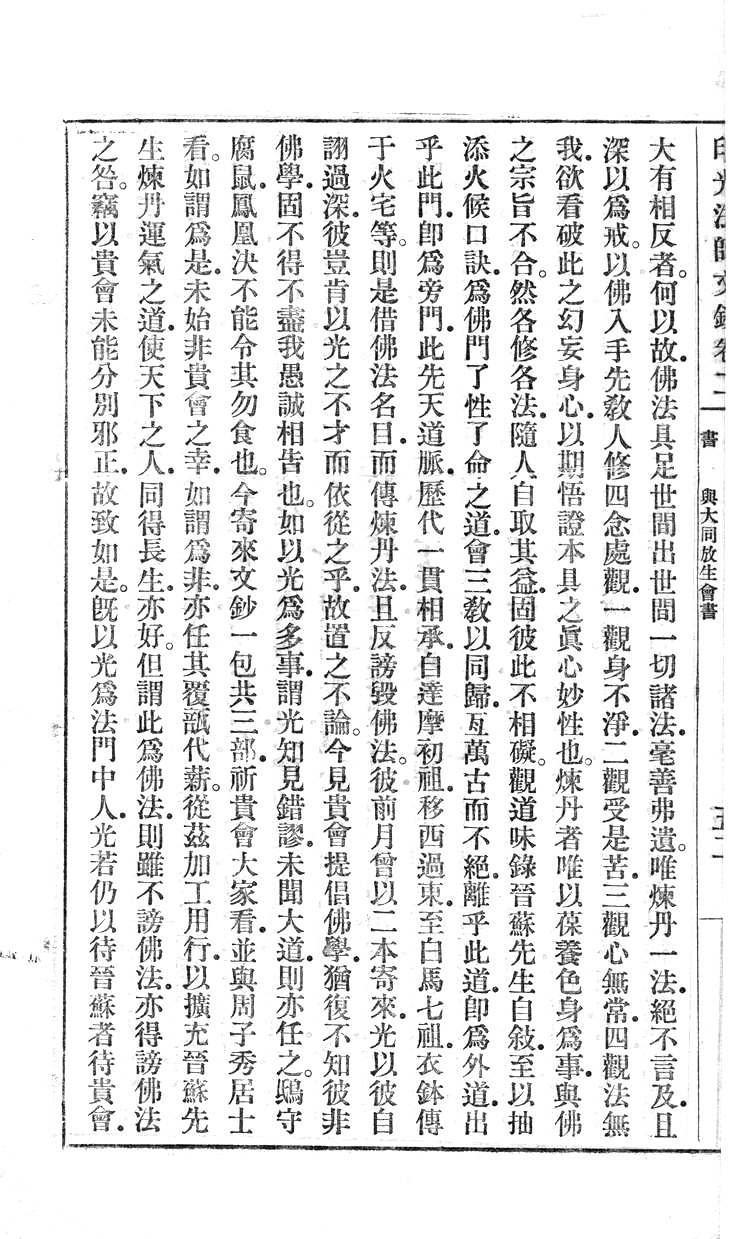 印光法師文鈔卷二　書　與大同放生會書　五二
大有相反者。何以故。佛法具足世間出世間一切諸法。毫善弗遺。唯煉丹一法。絕不言及。且
深以爲戒。以佛入手先敎人修四念處觀。一觀身不淨。二觀受是苦。三觀心無常。四觀法無
我。欲看破此之幻妄身心。以期悟證本具之眞心妙性也。煉丹者唯以葆養色身爲事。與佛
之宗旨不合。然各修各法。隨人自取其益。固彼此不相礙。觀道味錄晉蘇先生自敍。至以抽
添火候口訣。爲佛門了性了命之道。會三敎以同歸。亙萬古而不絕。離乎此道。卽爲外道。出
乎此門。卽爲旁門。此先天道脈。歷代一貫相承。自達摩初祖。移西過東。至白馬七祖。衣鉢傳
于火宅等。則是借佛法名目。而傳煉丹法。且反謗毀佛法。彼前月曾以二本寄來。光以彼自
詡過深。彼豈肯以光之不才而依從之乎。故置之不論。今見貴會提倡佛學。猶復不知彼非
佛學。固不得不盡我愚誠相告也。如以光爲多事。謂光知見錯謬。未聞大道。則亦任之。鴟守
腐鼠。鳳凰決不能令其勿食也。今寄來文鈔一包共三部。祈貴會大家看。並與周子秀居士
看。如謂爲是。未始非貴會之幸。如謂爲非。亦任其覆瓿代薪。從茲加工用行。以擴充晉蘇先
生煉丹運氣之道。使天下之人。同得長生。亦好。但謂此爲佛法。則雖不謗佛法。亦得謗佛法
之咎。竊以貴會未能分別邪正。故致如是。旣以光爲法門中人。光若仍以待晉蘇者待貴會。